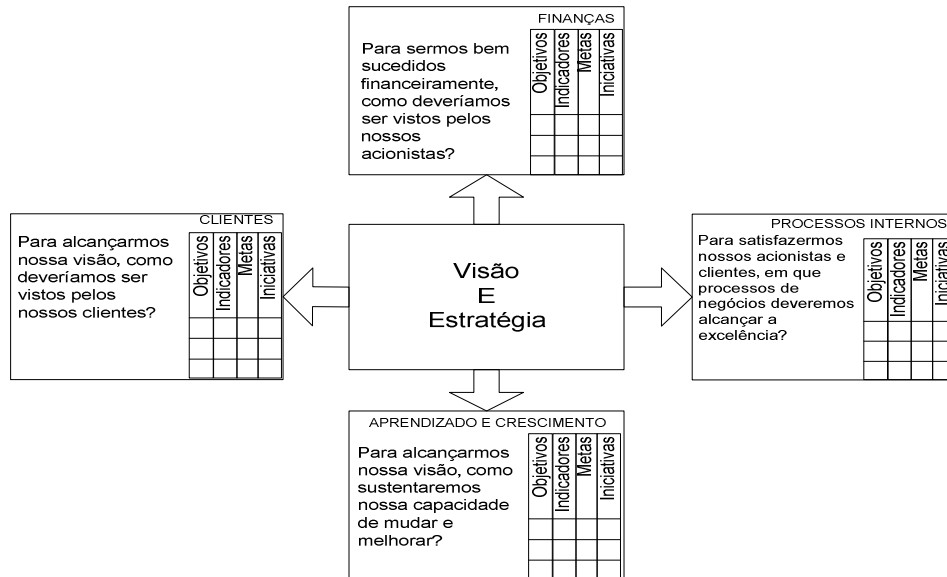 FINANÇAS
Para sermos bem
sucedidos
financeiramente,
como deveríamos
ser vistos pelos
nossos
acionistas?
Objetivos
Indicadores
Metas
Iniciativas
CLIENTES
Para alcançarmos
nossa visão, como
deveríamos ser
vistos pelos
nossos clientes?
Objetivos
Indicadores
Metas
Iniciativas
Visão
E
Estratégia
PROCESSOS INTERNOS
Para satisfazermos
nossos acionistas e
clientes, em que
processos de
negócios deveremos
alcançar a
excelência?
Objetivos
Indicadores
Metas
Iniciativas
APRENDIZADO E CRESCIMENTO
Para alcançarmos
nossa visão, como
sustentaremos
nossa capacidade
de mudar e
melhorar?
Objetivos
Indicadores
Metas
Iniciativas